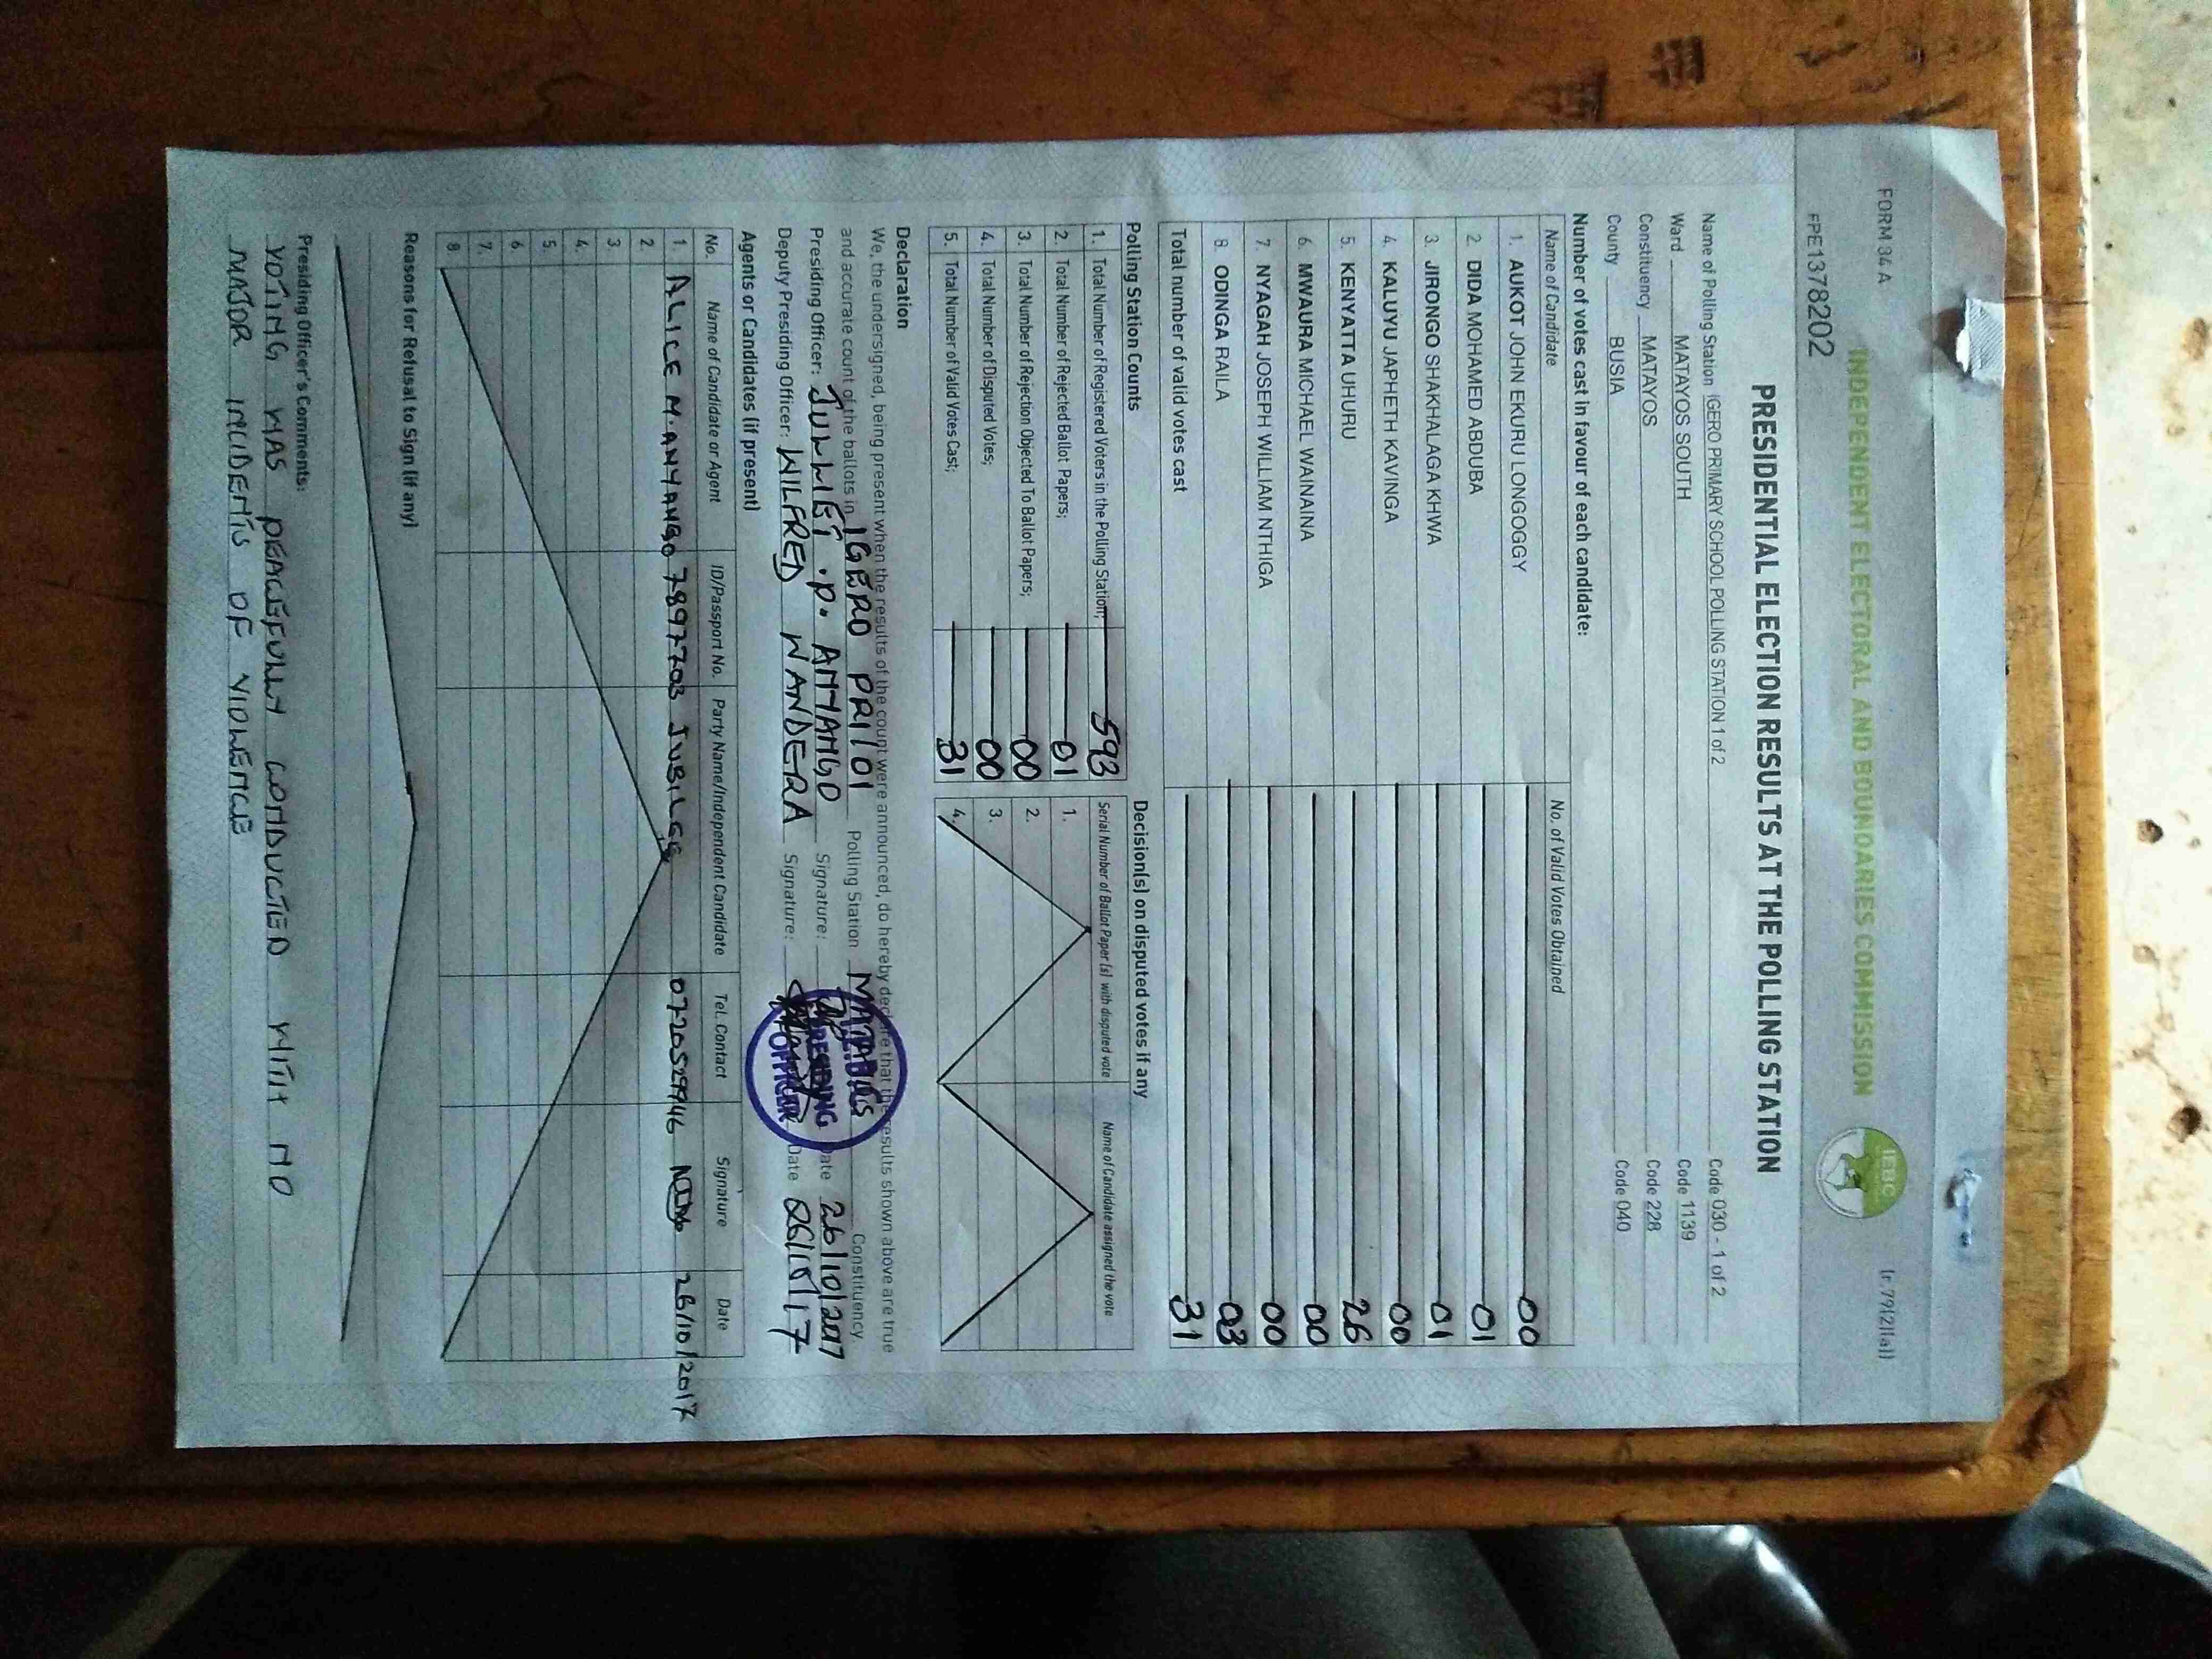 FORM 34 A
(r.79(2)(a))
INDEPENDENT ELECTORAL AND BOUNDARIES COMMISSION
IEBC
FPE1378202
PRESIDENTIAL ELECTION RESULTS AT THE POLLING STATION
Name of Polling Station IGERO PRIMARY SCHOOL POLLING STATION 1 of 2 Code 030 - 1 of 2
Ward MATAYOS SOUTH Code 1139
Constituency MATAYOS Code 228
County BUSIA Code 040
Number of votes cast in favour of each candidate:
Name of Candidate No. of Valid Votes Obtained
1. AUKOT JOHN EKURU LONGOGGY 00
2. DIDA MOHAMED ABDUBA 01
3. JIRONGO SHAKHALAGA KHWA 01
4. KALUYU JAPHETH KAVINGA 00
5. KENYATTA UHURU 26
6. MWAURA MICHAEL WAINAINA 00
7. NYAGAH JOSEPH WILLIAM NTHIGA 00
8. ODINGA RAILA 03
Total number of valid votes cast 31
Polling Station Counts
1. Total Number of Registered Voters in the Polling Station; 593
2. Total Number of Rejected Ballot Papers; 01
3. Total Number of Rejection Objected To Ballot Papers; 00
4. Total Number of Disputed Votes; 00
5. Total Number of Valid Votes Cast; 31
Decision(s) on disputed votes if any
Serial Number of Ballot Paper (s) with disputed vote Name of Candidate assigned the vote
1.
2.
3.
4.
Declaration
We, the undersigned, being present when the results of the count were announced, do hereby declare that the results shown above are true
and accurate count of the ballots in IGERO PRI 101 Polling Station MATAYOS Constituency
Presiding Officer: JULLIET .P. AMYANGO Signature: Date 26/10/2017
Deputy Presiding Officer: WILFRED WANDERA Signature: Date 26/10/17
PRESIDING OFFICER
Agents or Candidates (if present)
No. Name of Candidate or Agent ID/Passport No. Party Name/Independent Candidate Tel. Contact Signature Date
1. ALICE M. ANYANGO 7897703 JUBILEE 0720529946 26/10/2017
2.
3
4.
5.
6
7.
8
Reasons for Refusal to Sign (if any)
Presiding Officer's Comments:
VOTING WAS PEACEFULLY CONDUCTED WITH NO
MAJOR INCIDENTS OF VIOLENCE